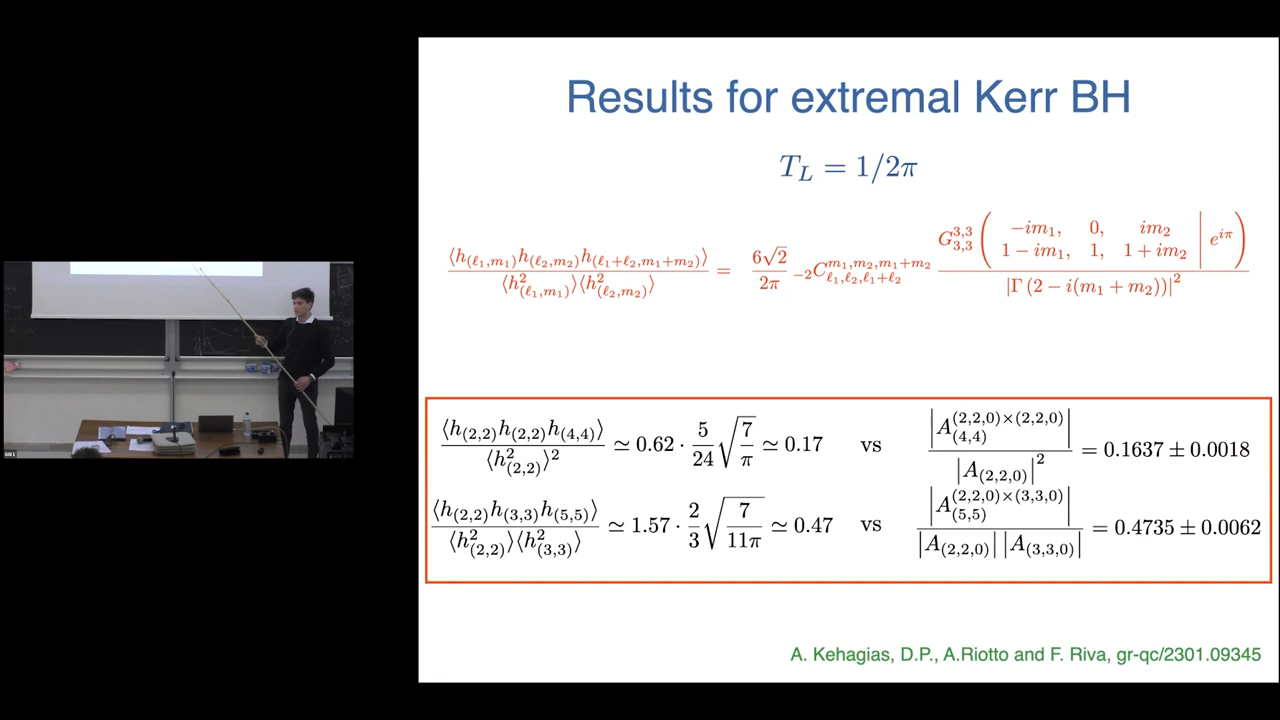 Results for extremal Kerr BH
T_L = 1/2π
⟨h_(ℓ₁,m₁) h_(ℓ₂,m₂) h_(ℓ₁+ℓ₂,m₁+m₂)⟩ / ⟨h²_(ℓ₁,m₁)⟩⟨h²_(ℓ₂,m₂)⟩ = 6√2 / 2π ₋₂C^{m₁,m₂,m₁+m₂}_{ℓ₁,ℓ₂,ℓ₁+ℓ₂} G^{3,3}_{3,3} ( −im₁, 0, im₂ ; 1 − im₁, 1, 1 + im₂ | e^{iπ} ) / |Γ (2 − i(m₁ + m₂))|²
⟨h_(2,2) h_(2,2) h_(4,4)⟩ / ⟨h²_(2,2)⟩² ≃ 0.62 · 5/24 √(7/π) ≃ 0.17 vs |A^{(2,2,0)×(2,2,0)}_(4,4)| / |A_(2,2,0)|² = 0.1637 ± 0.0018
⟨h_(2,2) h_(3,3) h_(5,5)⟩ / ⟨h²_(2,2)⟩⟨h²_(3,3)⟩ ≃ 1.57 · 2/3 √(7/11π) ≃ 0.47 vs |A^{(2,2,0)×(3,3,0)}_(5,5)| / |A_(2,2,0)| |A_(3,3,0)| = 0.4735 ± 0.0062
A. Kehagias, D.P., A.Riotto and F. Riva, gr-qc/2301.09345